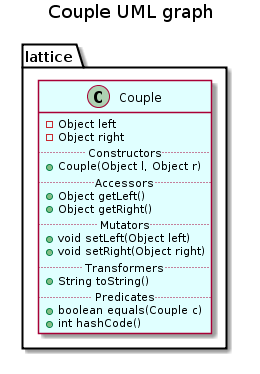 Couple UML graph
lattice
C Couple
Object left
Object right
Constructors
Couple(Object l, Object r)
Accessors
Object getLeft()
Object getRight()
Mutators
void setLeft(Object left)
void setRight(Object right)
Transformers
String toString()
Predicates
boolean equals(Couple c)
int hashCode()